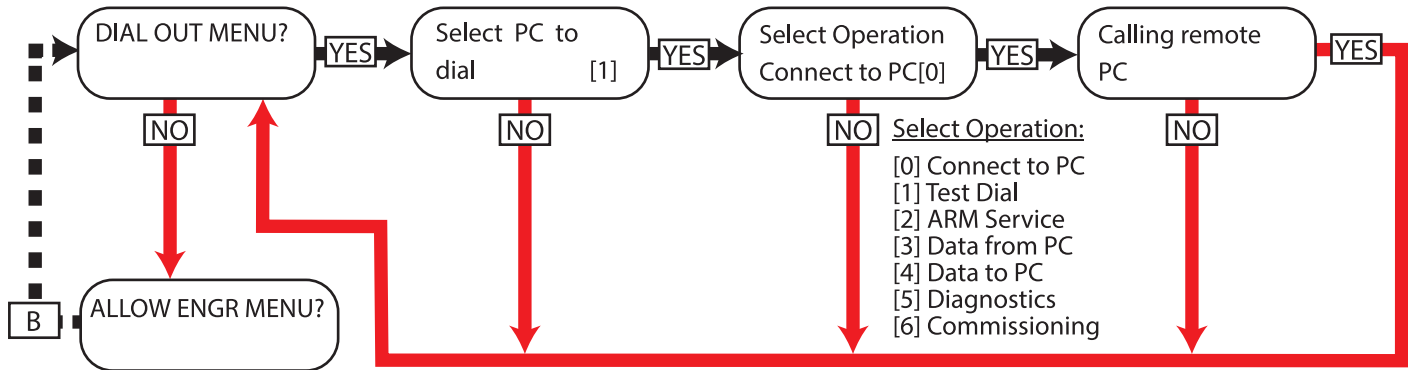 DIAL OUT MENU?
YES
Select PC to
dial [1]
YES
Select Operation
Connect to PC[0]
YES
Calling remote
PC
YES
NO
NO
NO
NO
Select Operation:
[0] Connect to PC
[1] Test Dial
[2] ARM Service
[3] Data from PC
[4] Data to PC
[5] Diagnostics
[6] Commissioning
ALLOW ENGR MENU?
B